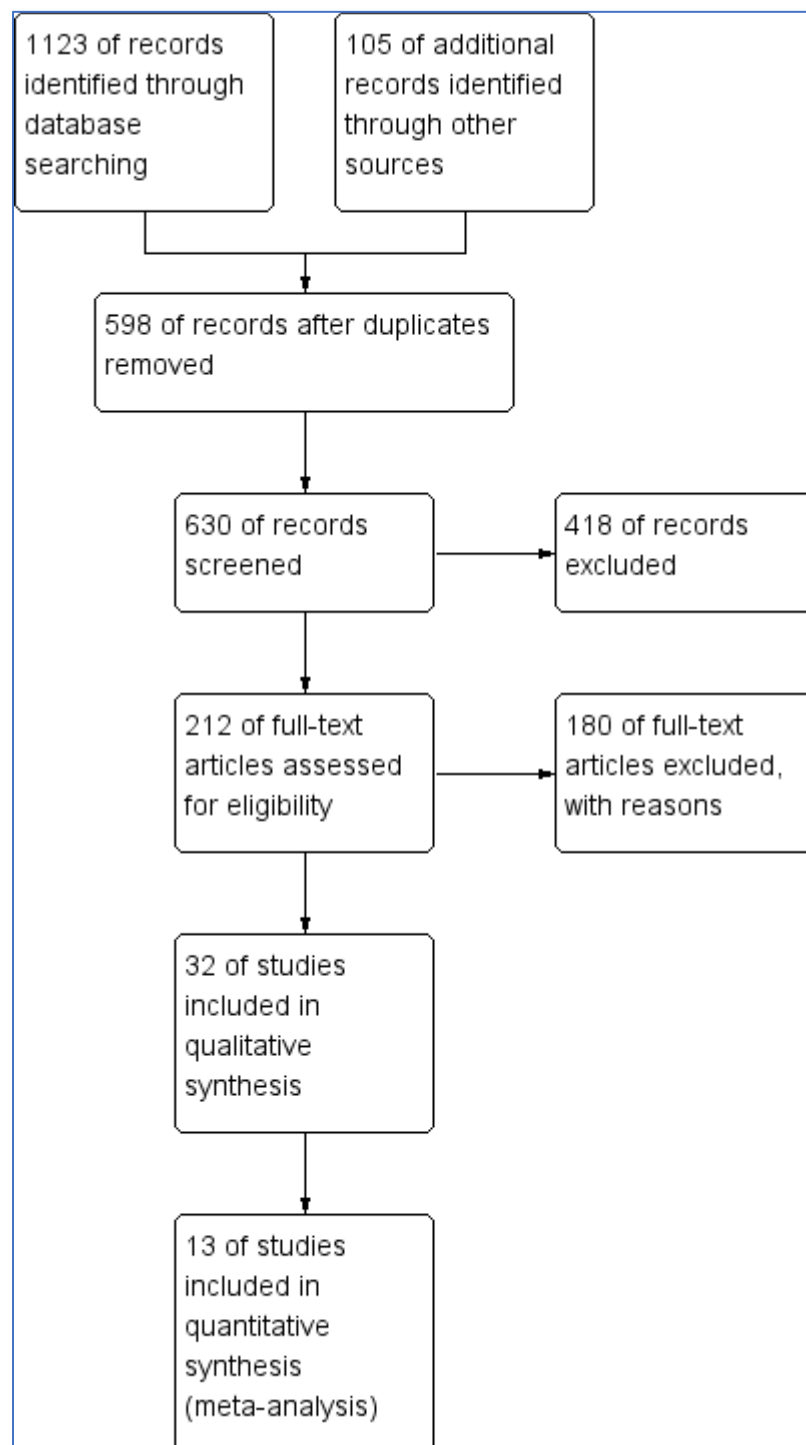 1123 of records
identified through
database
searching
105 of additional
records identified
through other
sources
598 of records after duplicates
removed
630 of records
screened
418 of records
excluded
212 of full-text
articles assessed
for eligibility
180 of full-text
articles excluded,
with reasons
32 of studies
included in
qualitative
synthesis
13 of studies
included in
quantitative
synthesis
(meta-analysis)